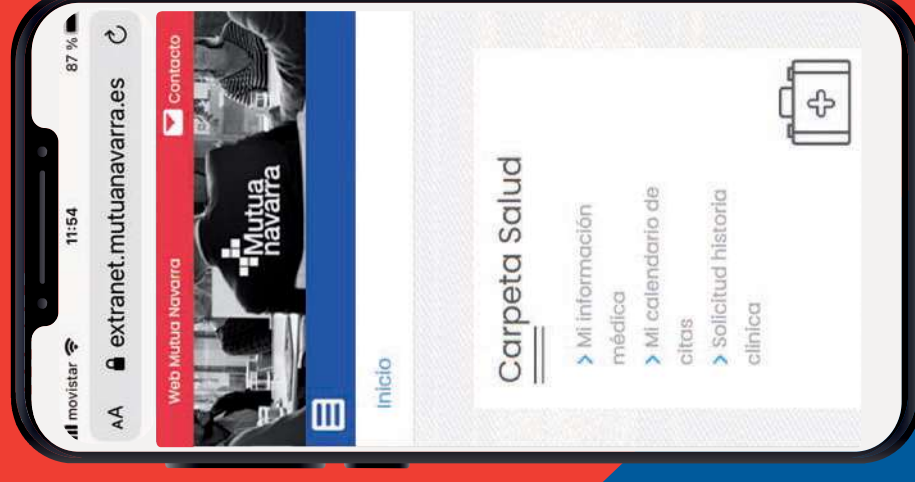 movistar 11:54 87 %
AA extranet.mutuanavarra.es
Web Mutua Navarra Contacto
Mutua
navarra
Inicio
Carpeta Salud
> Mi información
médica
> Mi calendario de
citas
> Solicitud historia
clínica